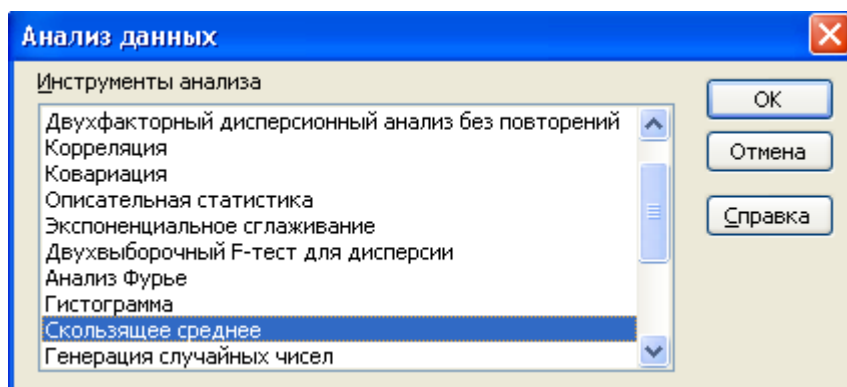 Анализ данных
Инструменты анализа
Двухфакторный дисперсионный анализ без повторений
Корреляция
Ковариация
Описательная статистика
Экспоненциальное сглаживание
Двухвыборочный F-тест для дисперсии
Анализ Фурье
Гистограмма
Скользящее среднее
Генерация случайных чисел
ОК
Отмена
Справка